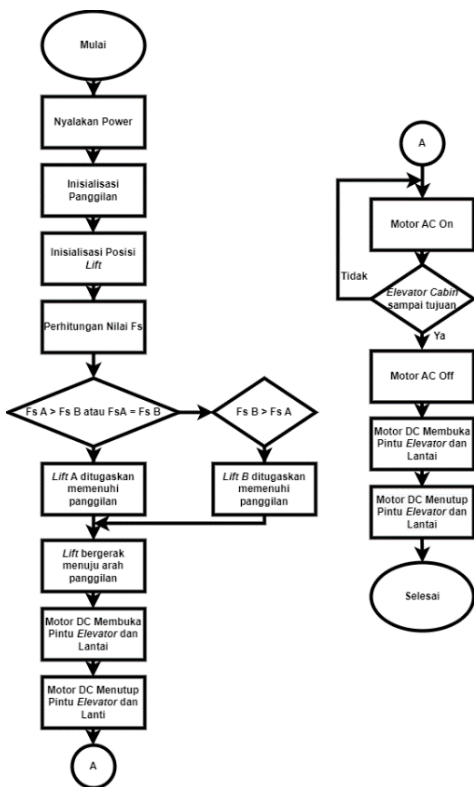 Mulai
Nyalakan Power
Inisialisasi
Panggilan
Inisialisasi Posisi
Lift
Perhitungan Nilai Fs
Fs A > Fs B atau FsA = Fs B
Fs B > Fs A
Lift A ditugaskan
memenuhi
panggilan
Lift B ditugaskan
memenuhi
panggilan
Lift bergerak
menuju arah
panggilan
Motor DC Membuka
Pintu Elevator dan
Lantai
Motor DC Menutup
Pintu Elevator dan
Lanti
A
A
Motor AC On
Tidak
Elevator Cabin
sampai tujuan
Ya
Motor AC Off
Motor DC Membuka
Pintu Elevator dan
Lantai
Motor DC Menutup
Pintu Elevator dan
Lantai
Selesai